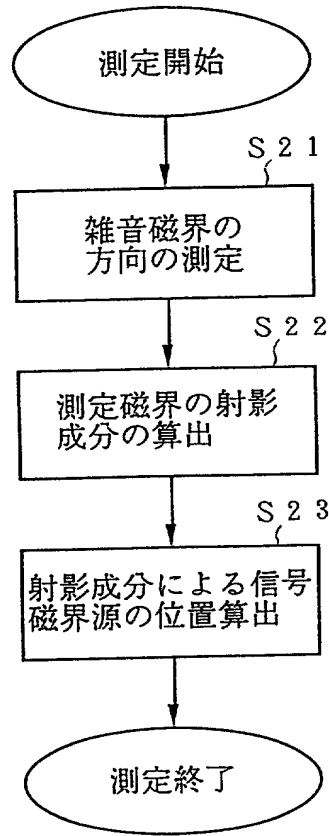 測定開始
S21
雑音磁界の
方向の測定
S22
測定磁界の射影
成分の算出
S23
射影成分による信号
磁界源の位置算出
測定終了